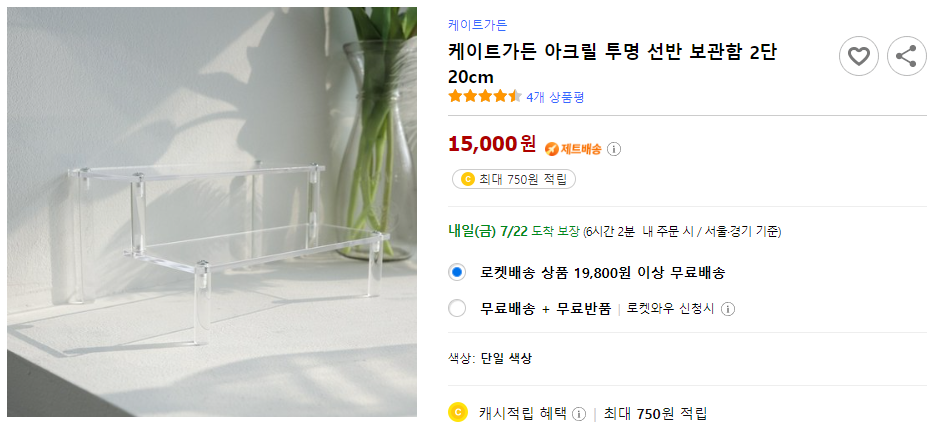 케이트가든
케이트가든 아크릴 투명 선반 보관함 2단
20cm
4개 상품평
15,000원 제트배송
C 최대 750원 적립
내일(금) 7/22 도착 보장 (6시간 2분 내 주문 시 / 서울⋅경기 기준)
로켓배송 상품 19,800원 이상 무료배송
무료배송 + 무료반품 | 로켓와우 신청시
색상: 단일 색상
C 캐시적립 혜택 | 최대 750원 적립